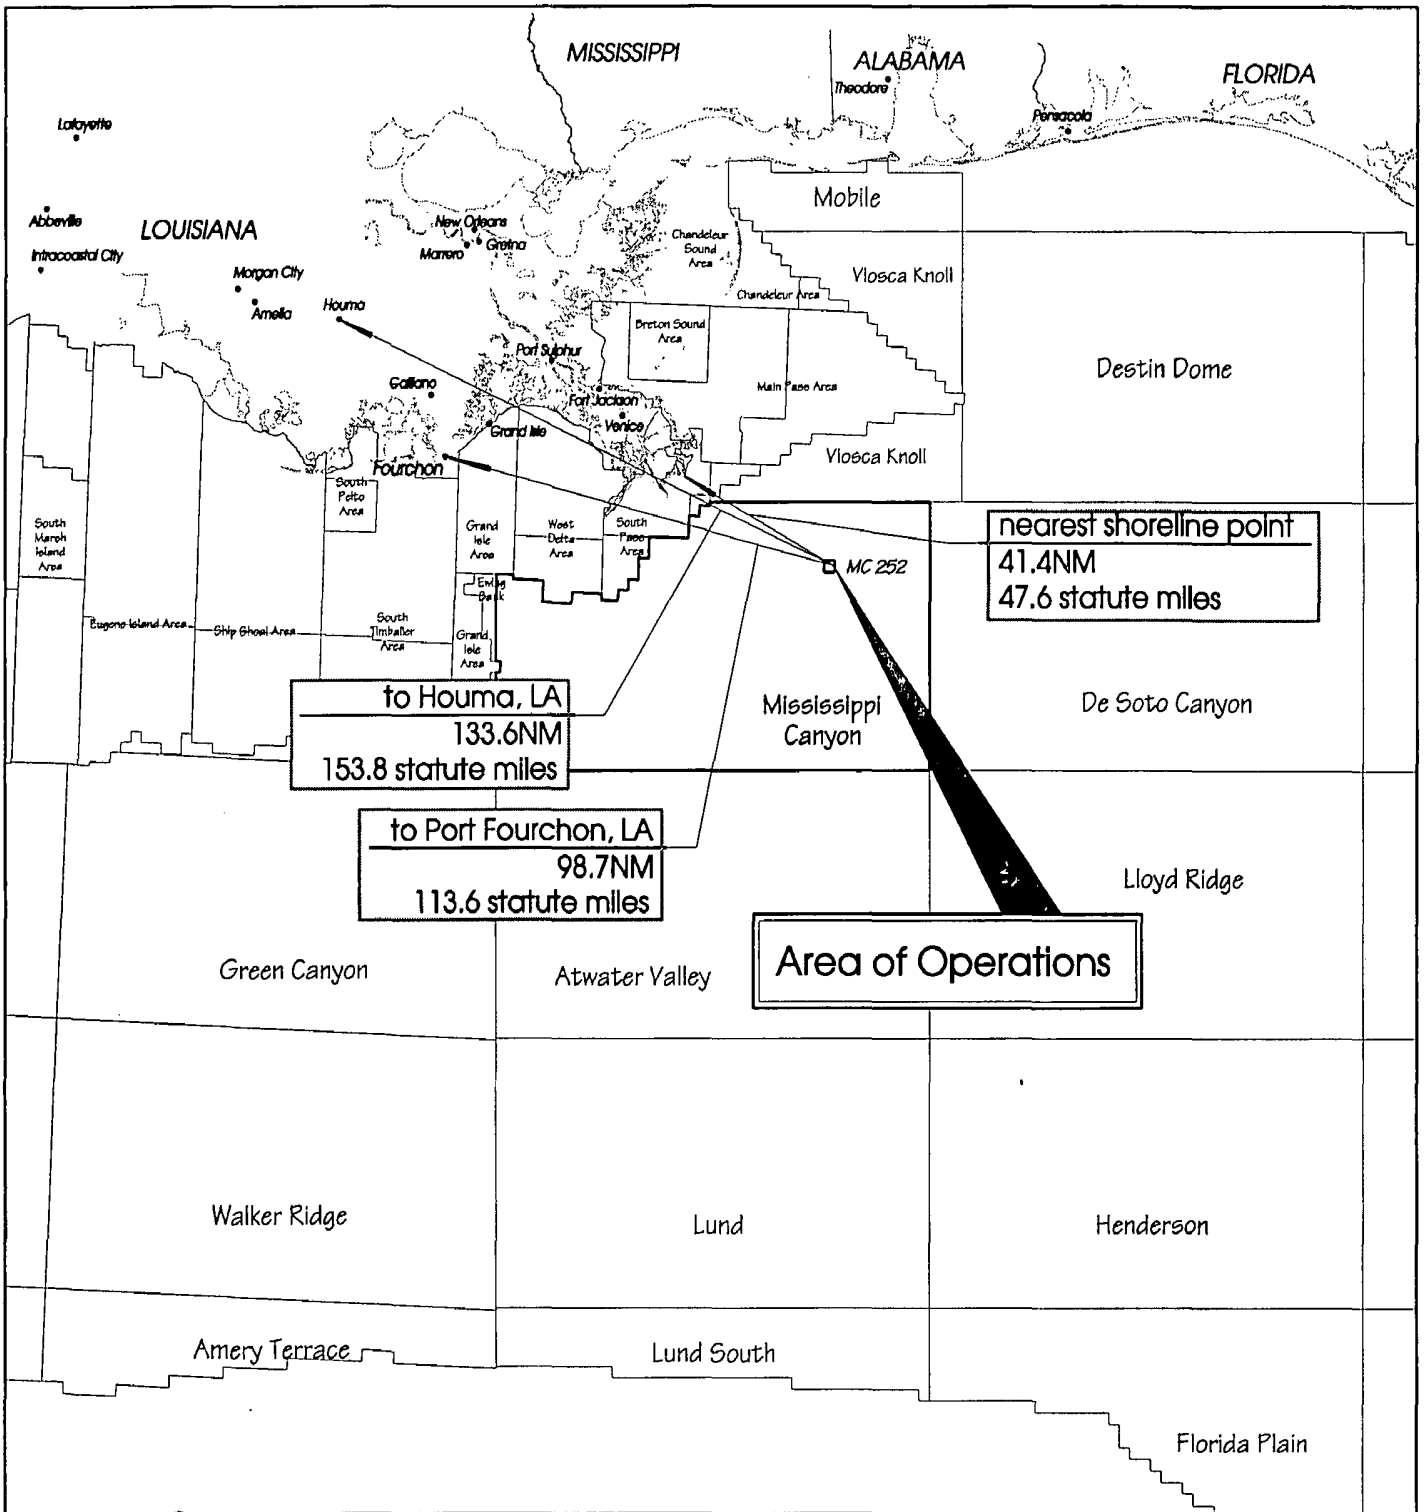 MISSISSIPPI
ALABAMA
FLORIDA
Theodore
Pensacola
Lafayette
Abbeville
LOUISIANA
Intracoastal City
Morgan City
Amelia
Houma
New Orleans
Marrero
Gretna
Mobile
Chandeleur
Sound
Area
Viosca Knoll
Chandeleur Area
Breton Sound
Area
Port Sulphur
Galliano
Fort Jackson
Venice
Grand Isle
Fourchon
Main Pass Area
Destin Dome
Viosca Knoll
South
Marsh
Island
Area
South
Pelto
Area
Grand
Isle
Area
West
Delta
Area
South
Pass
Area
Ewing
Bank
Eugene Island Area
Ship Shoal Area
South
Timbalier
Area
Grand
Isle
Area
MC 252
nearest shoreline point
41.4NM
47.6 statute miles
to Houma, LA
133.6NM
153.8 statute miles
Mississippi
Canyon
De Soto Canyon
to Port Fourchon, LA
98.7NM
113.6 statute miles
Lloyd Ridge
Area of Operations
Green Canyon
Atwater Valley
Walker Ridge
Lund
Henderson
Amery Terrace
Lund South
Florida Plain